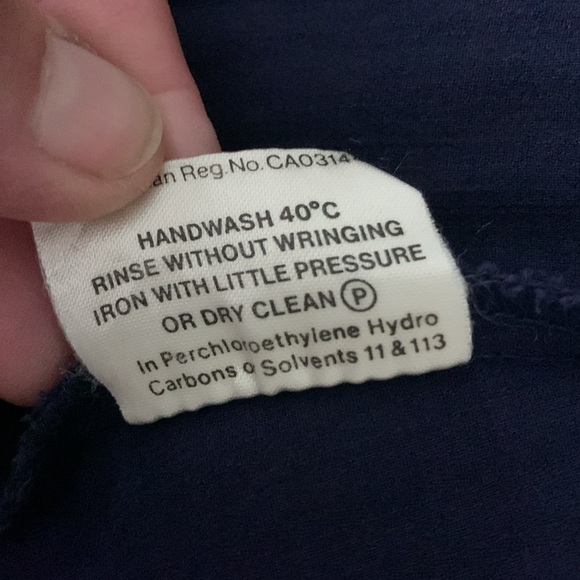 an Reg.No.CA0314
HANDWASH 40°C
RINSE WITHOUT WRINGING
IRON WITH LITTLE PRESSURE
OR DRY CLEAN Ⓟ
In Perchloroethylene Hydro
Carbons o Solvents 11 & 113